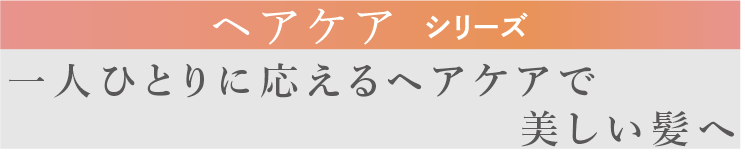 ヘアケア シリーズ
一人ひとりに応えるヘアケアで
美しい髪へ